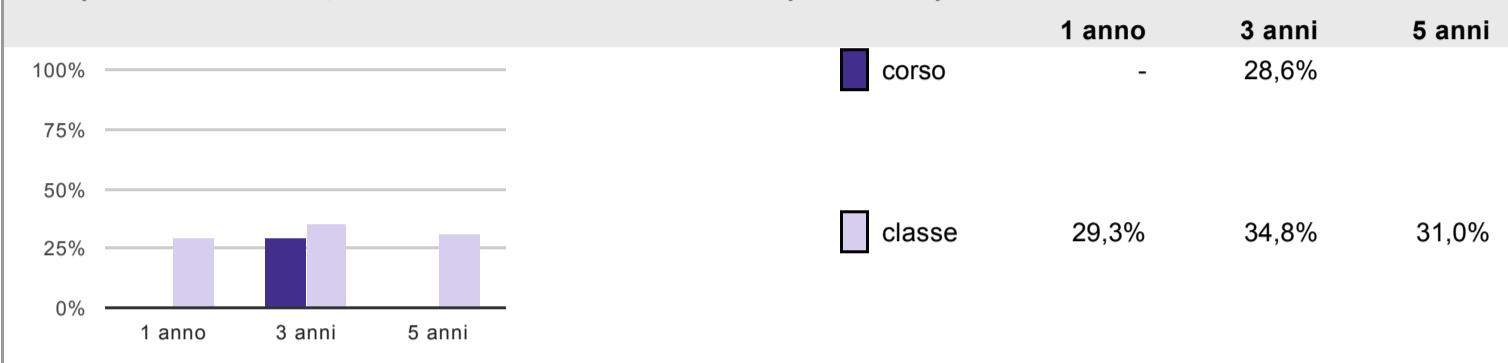 1 anno 3 anni 5 anni
100%
75%
50%
25%
0%
1 anno 3 anni 5 anni
corso - 28,6%
classe 29,3% 34,8% 31,0%